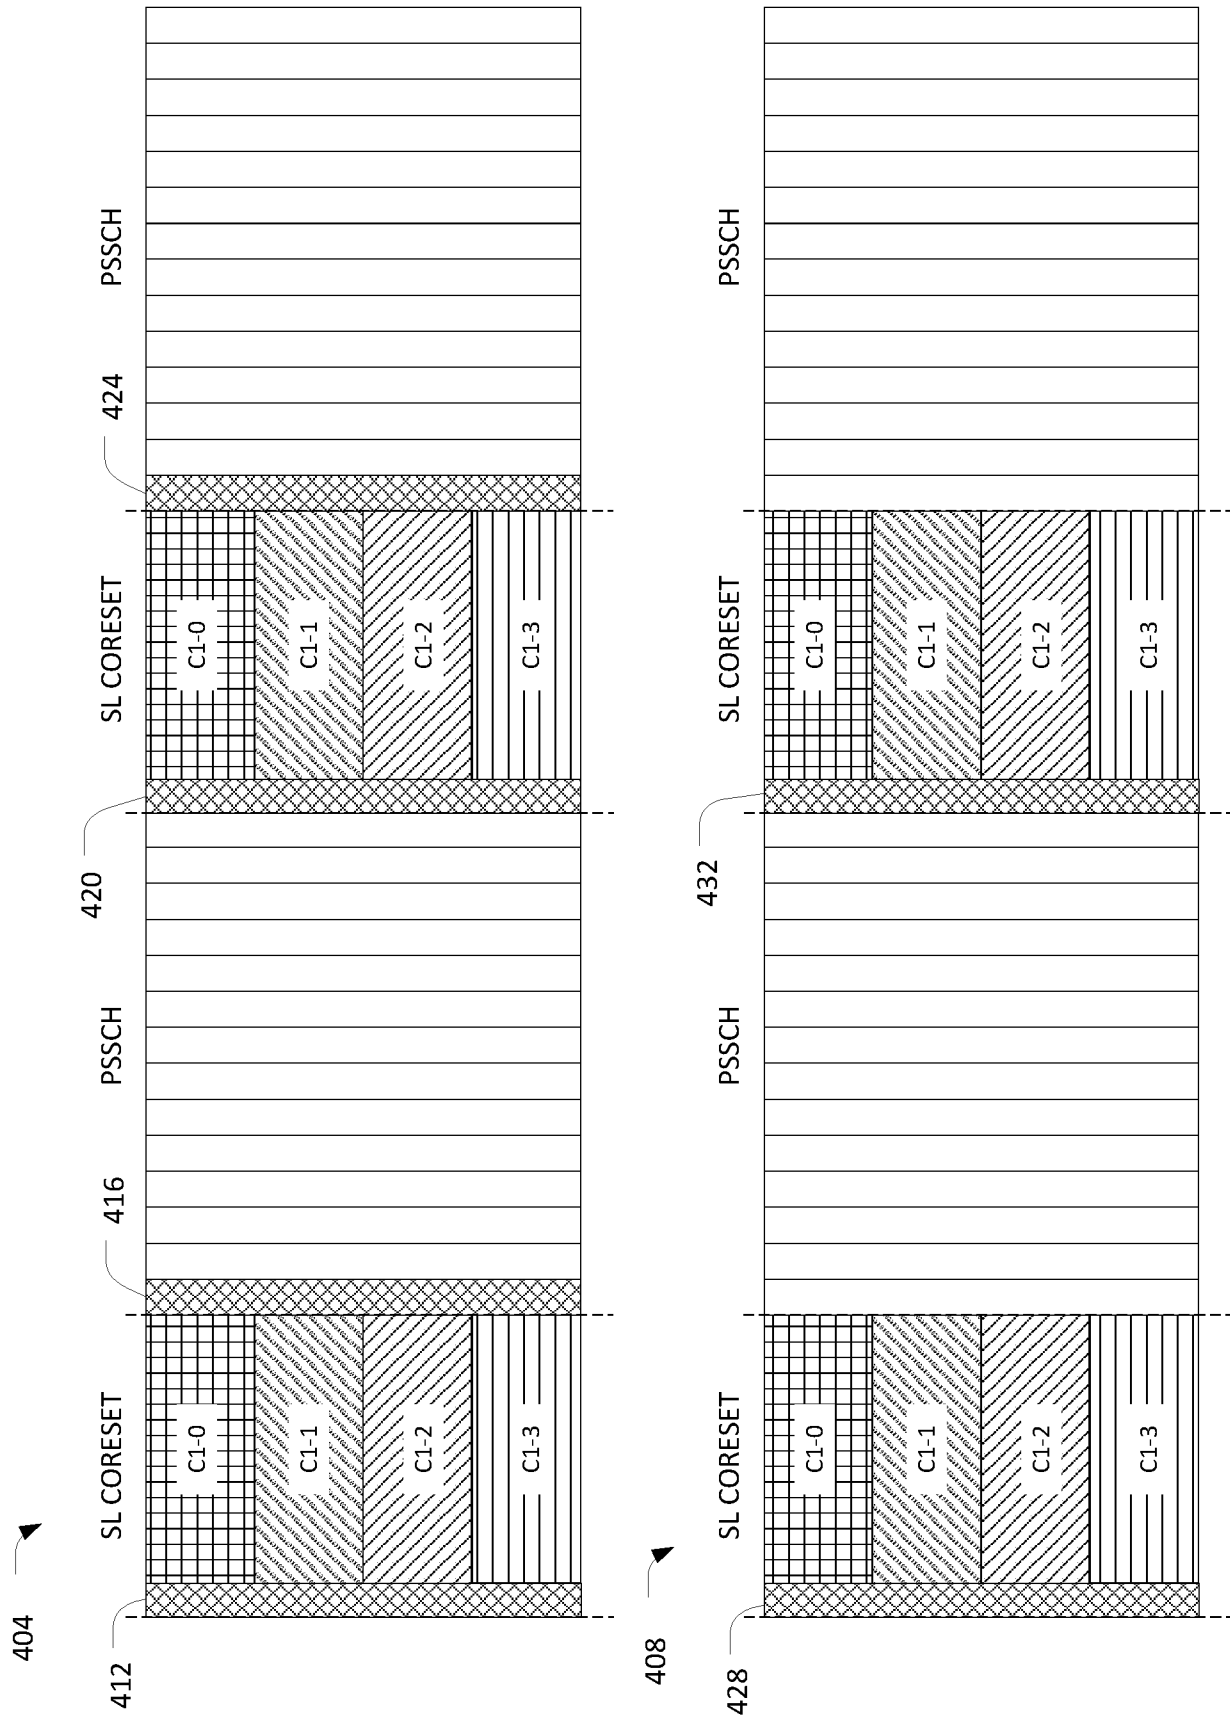 404
412
SL CORESET
416
PSSCH
420
SL CORESET
424
PSSCH
C1-0
C1-1
C1-2
C1-3
C1-0
C1-1
C1-2
C1-3
408
428
SL CORESET
PSSCH
432
SL CORESET
PSSCH
C1-0
C1-1
C1-2
C1-3
C1-0
C1-1
C1-2
C1-3